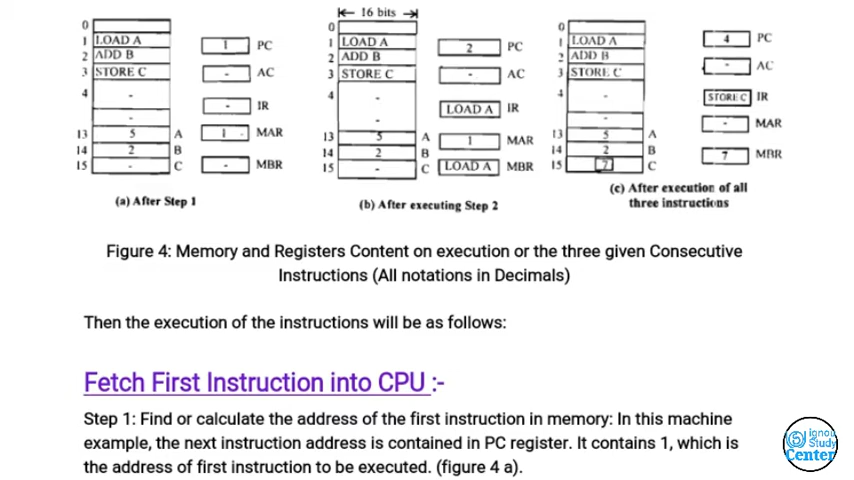 16 bits
0
1 LOAD A
2 ADD B
3 STORE C
4 -
-
13 5 A
14 2 B
15 - C
1 PC
- AC
- IR
1 MAR
- MBR
(a) After Step 1
0
1 LOAD A
2 ADD B
3 STORE C
4 -
-
-
13 5 A
14 2 B
15 - C
2 PC
- AC
LOAD A IR
1 MAR
LOAD A MBR
(b) After executing Step 2
0
1 LOAD A
2 ADD B
3 STORE C
4 -
-
13 5 A
14 2 B
15 7 C
4 PC
- AC
STORE C IR
- MAR
7 MBR
(c) After execution of all
three instructions
Figure 4: Memory and Registers Content on execution or the three given Consecutive
Instructions (All notations in Decimals)
Then the execution of the instructions will be as follows:
Fetch First Instruction into CPU :-
Step 1: Find or calculate the address of the first instruction in memory: In this machine
example, the next instruction address is contained in PC register. It contains 1, which is
the address of first instruction to be executed. (figure 4 a).
ignou
Study
Center